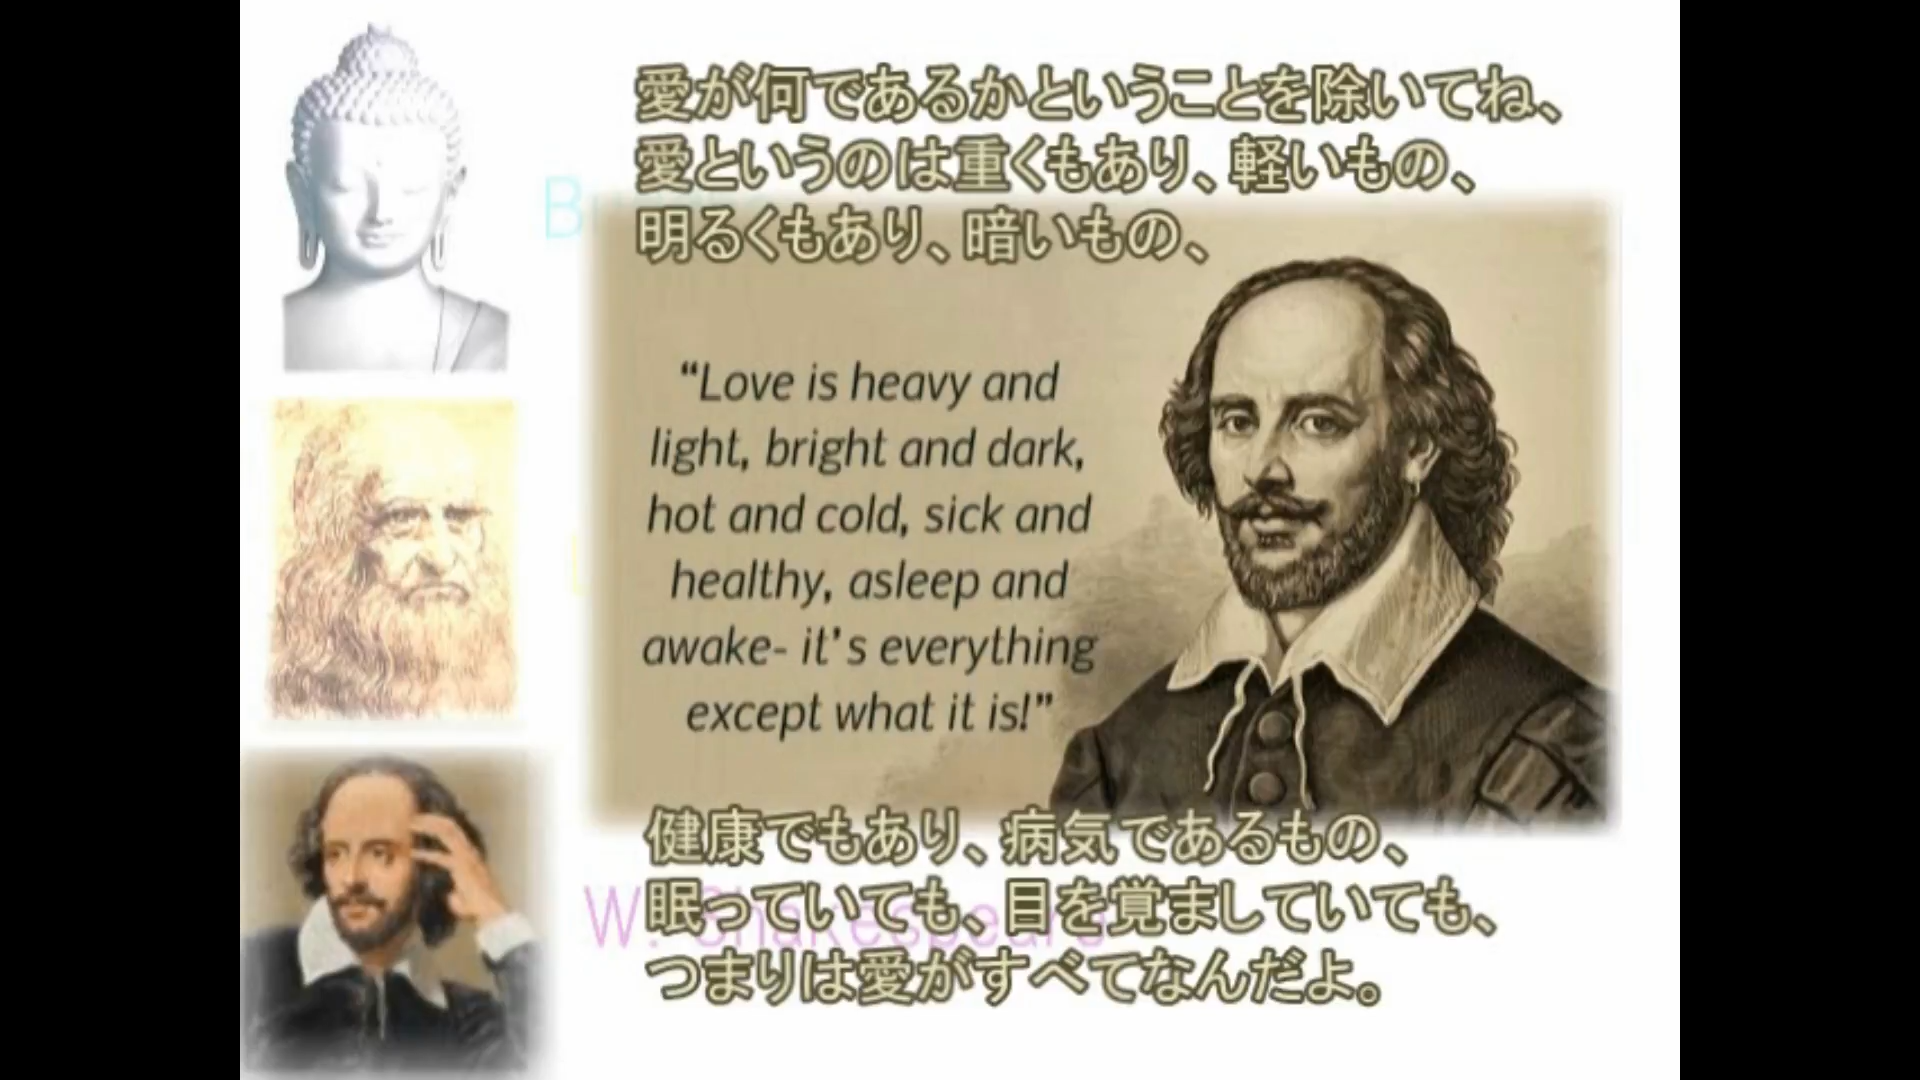 愛が何であるかということを除いてね、
愛というのは重くもあり、軽いもの、
明るくもあり、暗いもの、
“Love is heavy and
light, bright and dark,
hot and cold, sick and
healthy, asleep and
awake- it's everything
except what it is!”
健康でもあり、病気であるもの、
眠っていても、目を覚ましていても、
つまりは愛がすべてなんだよ。
W. Shakespeare